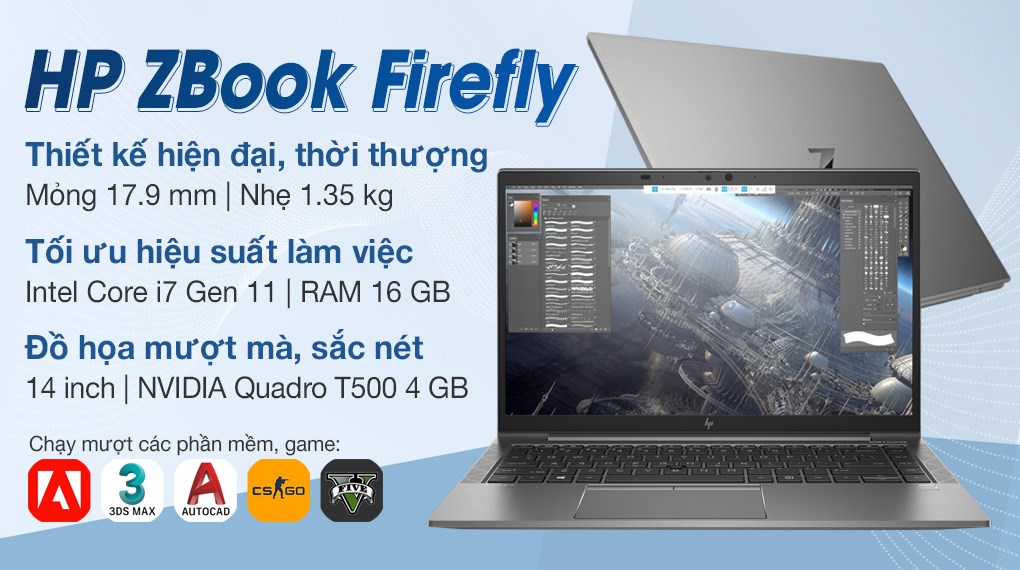 HP ZBook Firefly
Thiết kế hiện đại, thời thượng
Mỏng 17.9 mm | Nhẹ 1.35 kg
Tối ưu hiệu suất làm việc
Intel Core i7 Gen 11 | RAM 16 GB
Đồ họa mượt mà, sắc nét
14 inch | NVIDIA Quadro T500 4 GB
Chạy mượt các phần mềm, game:
3
3DS MAX
A
AUTOCAD
CS GO
V
FIVE
hp